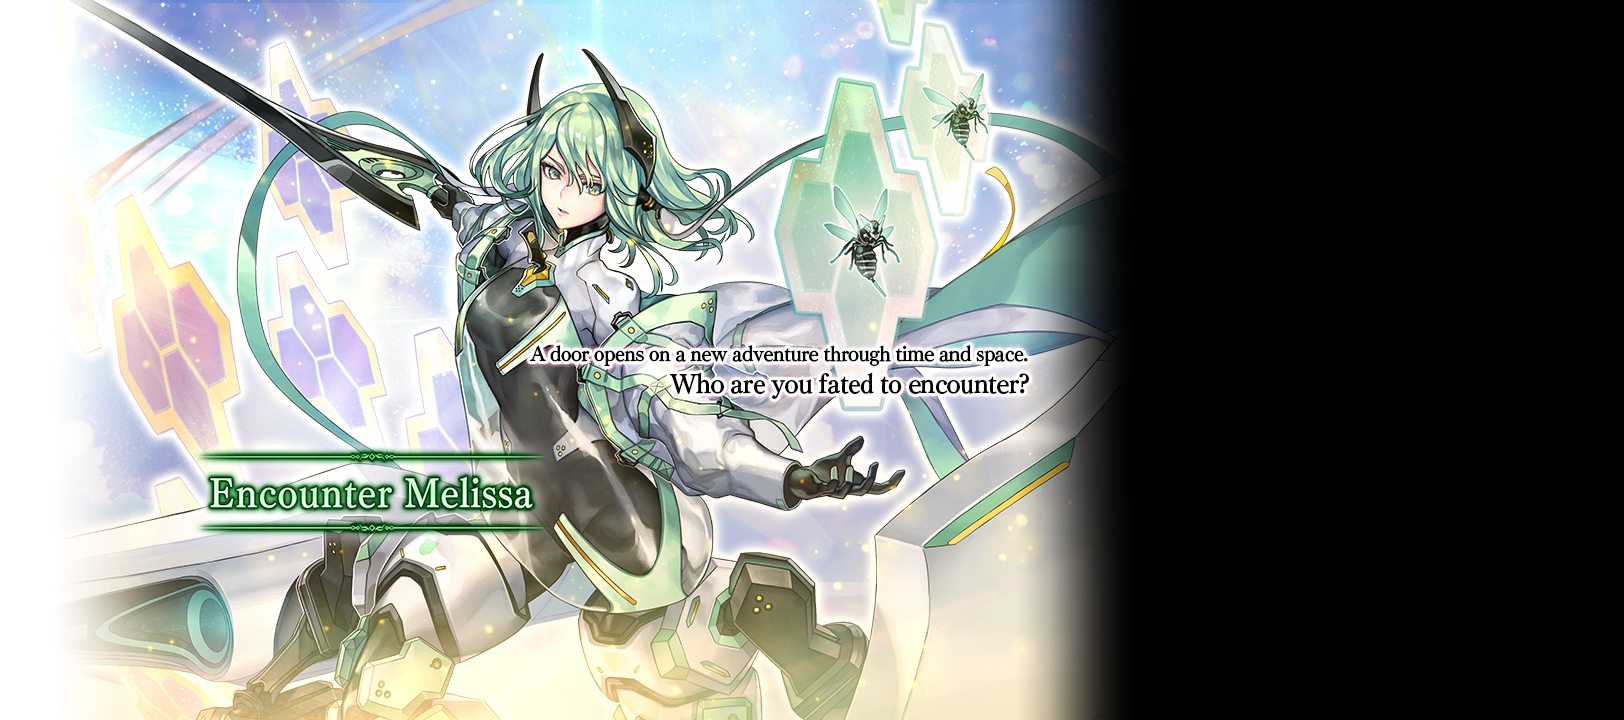 A door opens on a new adventure through time and space.
Who are you fated to encounter?
Encounter Melissa